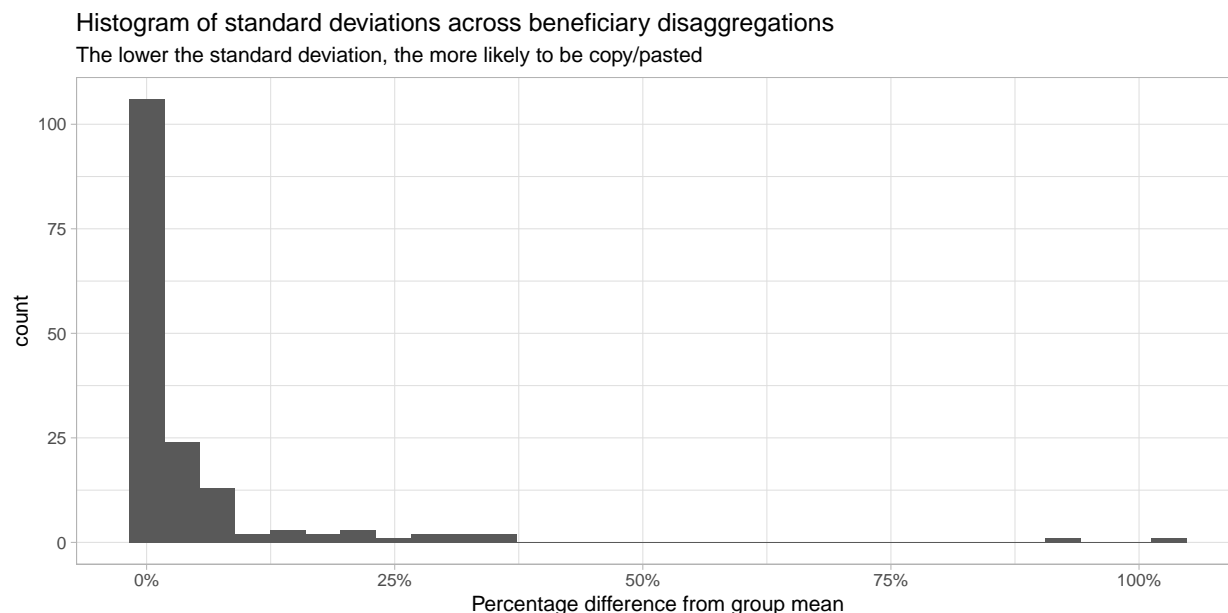 Histogram of standard deviations across beneficiary disaggregations
The lower the standard deviation, the more likely to be copy/pasted
100
75
50
25
0
count
0% 25% 50% 75% 100%
Percentage difference from group mean